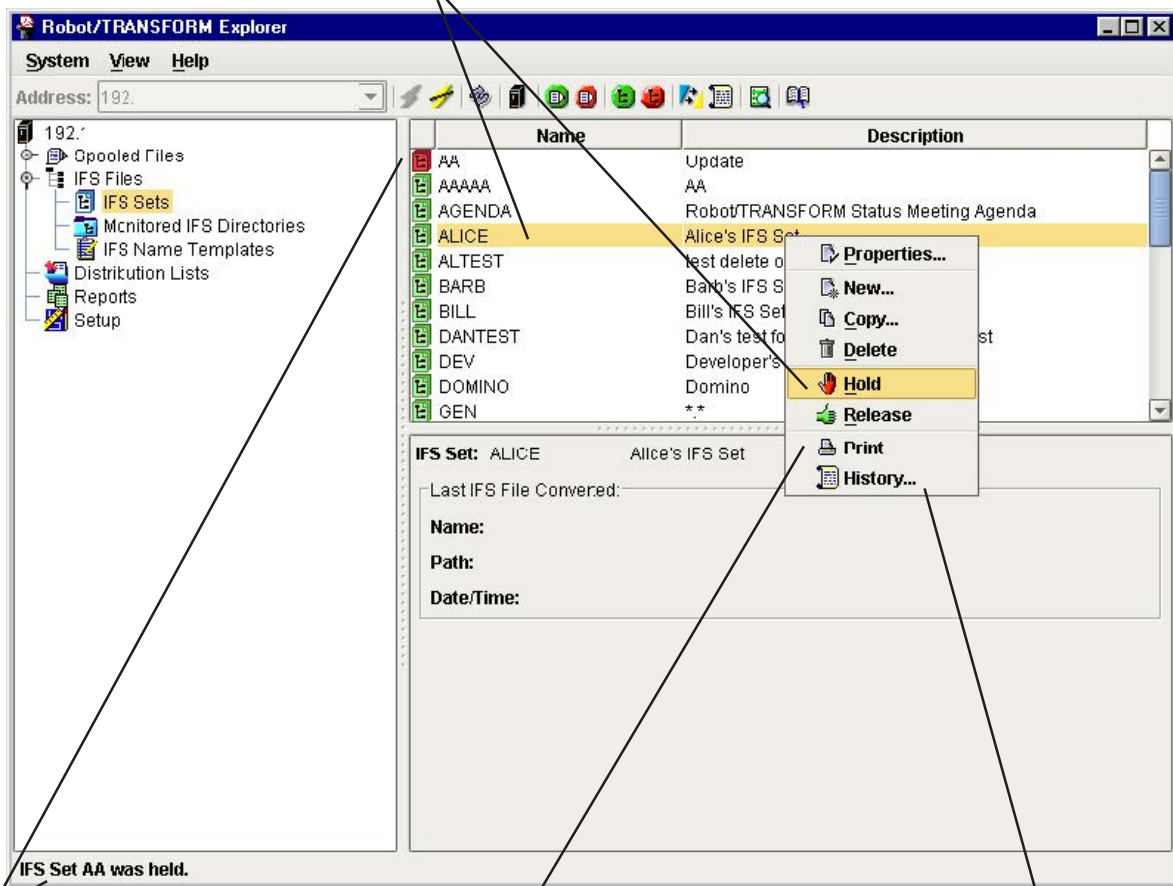 Robot/TRANSFORM Explorer
System View Help
Address: 192.
192.
Spooled Files
IFS Files
IFS Sets
Monitored IFS Directories
IFS Name Templates
Distribution Lists
Reports
Setup
Name Description
AA Update
AAAAA AA
AGENDA Robot/TRANSFORM Status Meeting Agenda
ALICE Alice's IFS Set
ALTEST test delete o
BARB Barb's IFS S
BILL Bill's IFS Set
DANTEST Dan's test fo st
DEV Developer's
DOMINO Domino
GEN *.*
Properties...
New...
Copy...
Delete
Hold
Release
Print
History...
IFS Set: ALICE Alice's IFS Set
Last IFS File Converted:
Name:
Path:
Date/Time:
IFS Set AA was held.